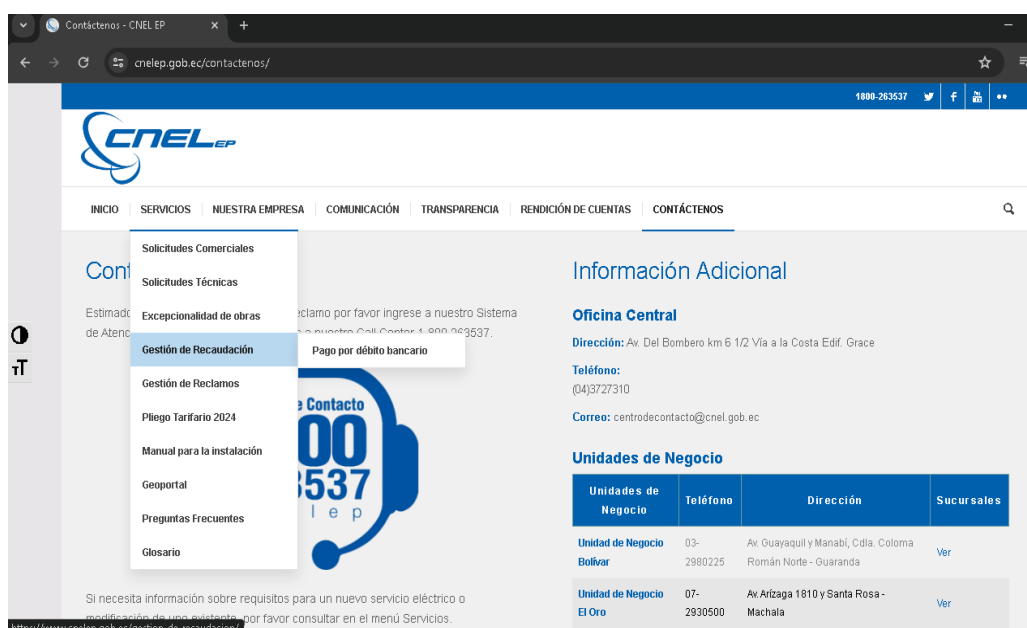 Contáctenos - CNEL EP
cnelep.gob.ec/contactenos/
1800-263537
CNEL EP
INICIO
SERVICIOS
NUESTRA EMPRESA
COMUNICACIÓN
TRANSPARENCIA
RENDICIÓN DE CUENTAS
CONTÁCTENOS
Solicitudes Comerciales
Solicitudes Técnicas
Excepcionalidad de obras
Gestión de Recaudación
Pago por débito bancario
Gestión de Reclamos
Pliego Tarifario 2024
Manual para la instalación
Geoportal
Preguntas Frecuentes
Glosario
Estimado
por favor ingrese a nuestro Sistema
nuestro Call Center 1-800-263537.
de Contacto
3537
Si necesita información sobre requisitos para un nuevo servicio eléctrico o
modificación de uno existente, por favor consultar en el menú Servicios.
Información Adicional
Oficina Central
Dirección: Av. Del Bombero km 6 1/2 Vía a la Costa Edif. Grace
Teléfono:
(04)3727310
Correo: centrodecontacto@cnel.gob.ec
Unidades de Negocio
Unidades de Negocio
Teléfono
Dirección
Sucursales
Unidad de Negocio Bolívar
03-2980225
Av. Guayaquil y Manabí, Cdla. Coloma
Román Norte - Guaranda
Ver
Unidad de Negocio El Oro
07-2930500
Av. Arízaga 1810 y Santa Rosa -
Machala
Ver